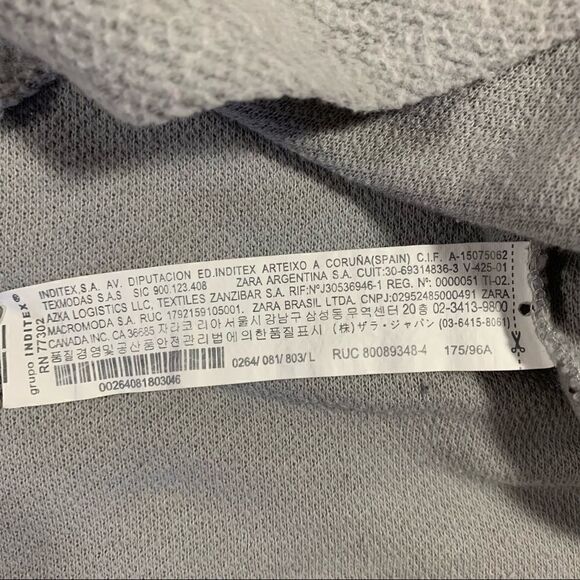 grupo INDITEX®
RN 77302
INDITEX.S.A. AV. DIPUTACION ED.INDITEX ARTEIXO A CORUÑA(SPAIN) C.I.F. A-15075062
TEXMODAS S.A.S SIC 900.123.408 ZARA ARGENTINA S.A. CUIT:30-69314836-3 V-425-01
AZKA LOGISTICS LLC, TEXTILES ZANZIBAR S.A. RIF:NºJ30536946-1 REG. Nº: 0000051 TI-02.
MACROMODA S.A. RUC 1792159105001. ZARA BRASIL LTDA. CNPJ:02952485000491 ZARA
CANADA INC. CA 36685 자라코리아서울시강남구삼성동무역센터 20층 02-3413-9800
품질경영및공산품안전관리법에의한품질표시 (株) ザラ・ジャパン (03-6415-8061)
0264/ 081/ 803/ L RUC 80089348-4 175/96A
00264081803046